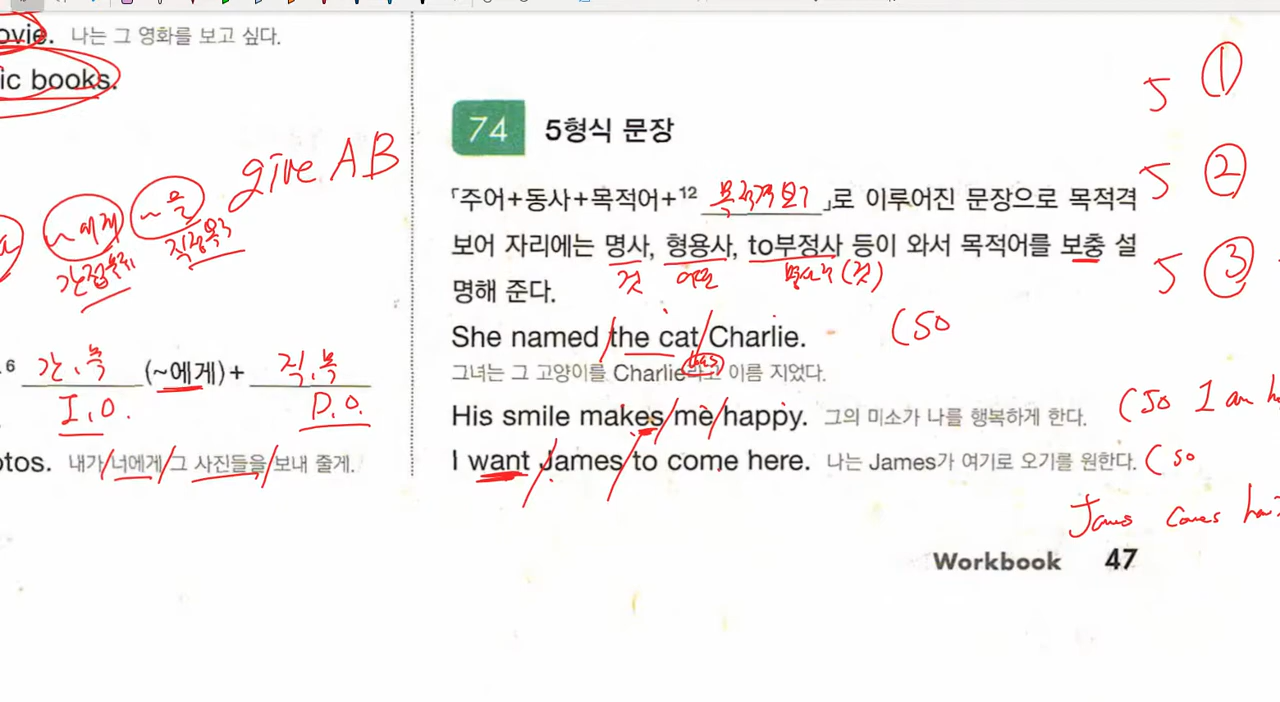 ovie. 나는 그 영화를 보고 싶다.
ic books.
give AB
~에게 ~을
간접목적 직접목적
6 간.목 (~에게) + 직.목
I.O. D.O.
otos. 내가 너에게 그 사진들을 보내 줄게.
74 5형식 문장
「주어+동사+목적어+12 목적격보어」로 이루어진 문장으로 목적격
보어 자리에는 명사, 형용사, to부정사 등이 와서 목적어를 보충 설
것 명사구 (것)
명해 준다.
She named the cat Charlie. (so
그녀는 그 고양이를 Charlie라고 이름 지었다.
His smile makes me happy. 그의 미소가 나를 행복하게 한다. (so I am ha
I want James to come here. 나는 James가 여기로 오기를 원한다. (so
James comes
Workbook 47
5 ①
5 ②
5 ③